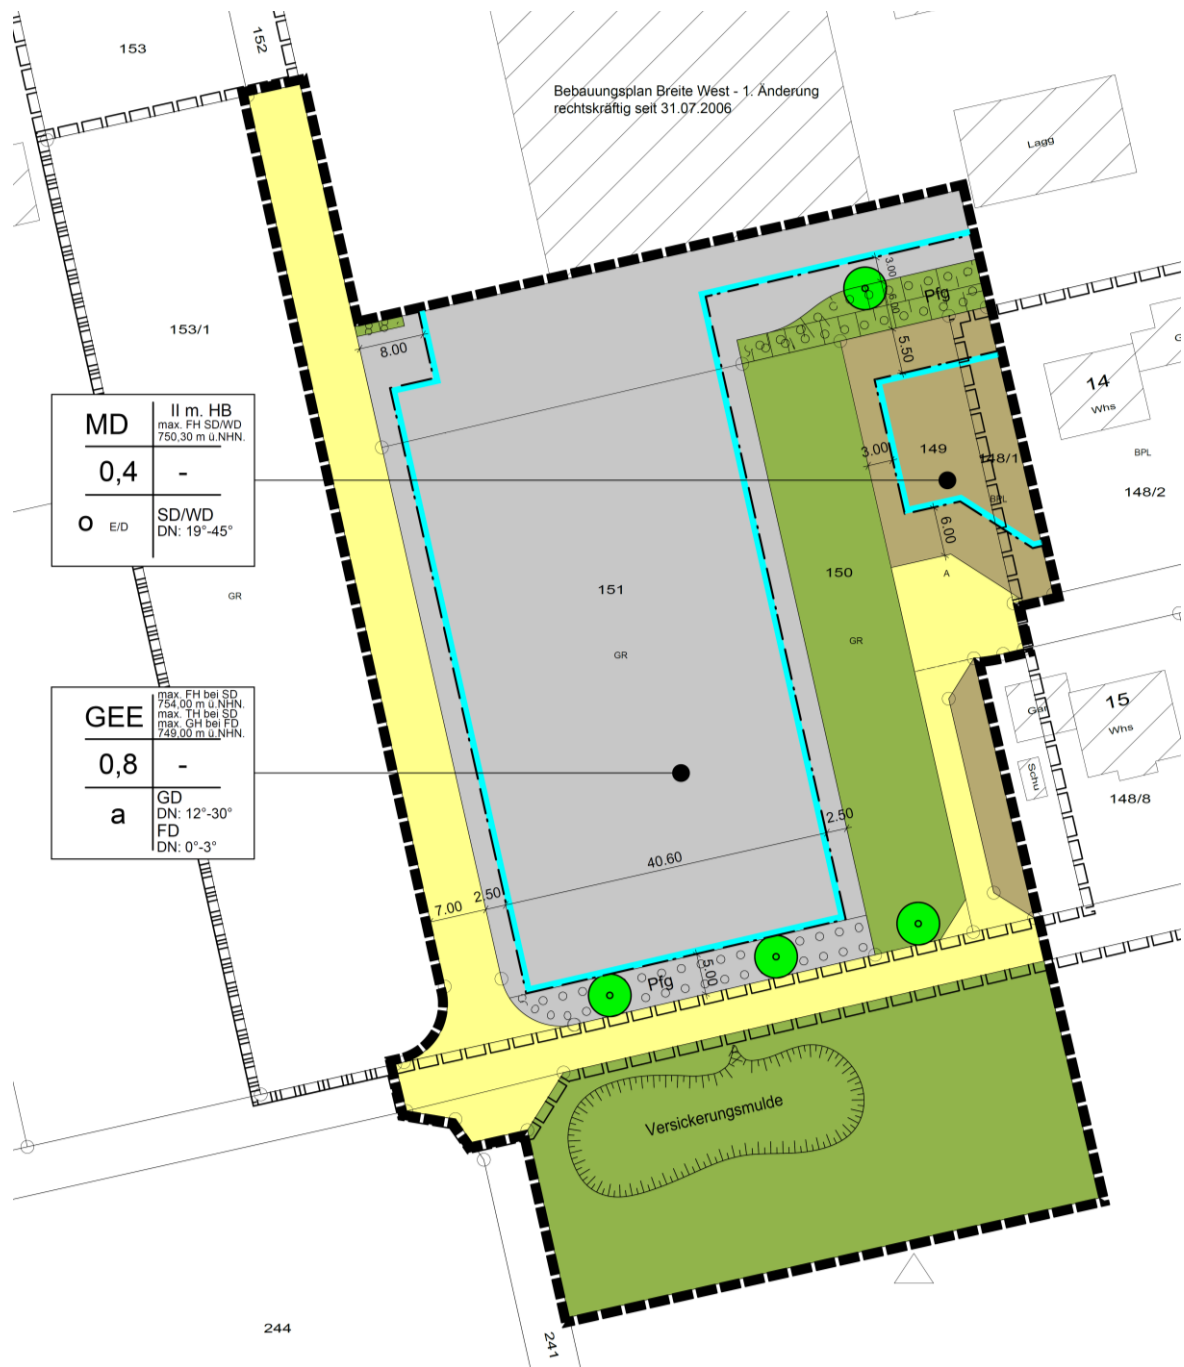 153
152
Bebauungsplan Breite West - 1. Änderung
rechtskräftig seit 31.07.2006
Lagg
153/1
8.00
3.00
6.00
Pfg
5.50
14
Whs
G
BPL
148/2
MD
II m. HB
max. FH SD/WD
750,30 m ü.NHN.
0,4
-
o
E/D
SD/WD
DN: 19°-45°
3.00
149
148/1
BPL
6.00
A
GR
151
GR
150
GR
GEE
max. FH bei SD
754,00 m ü.NHN.
max. TH bei SD
max. GH bei FD
749,00 m ü.NHN.
0,8
-
a
GD
DN: 12°-30°
FD
DN: 0°-3°
Gar
15
Whs
Schu
148/8
2.50
40.60
2.50
7.00
5.00
Pfg
Versickerungsmulde
244
241